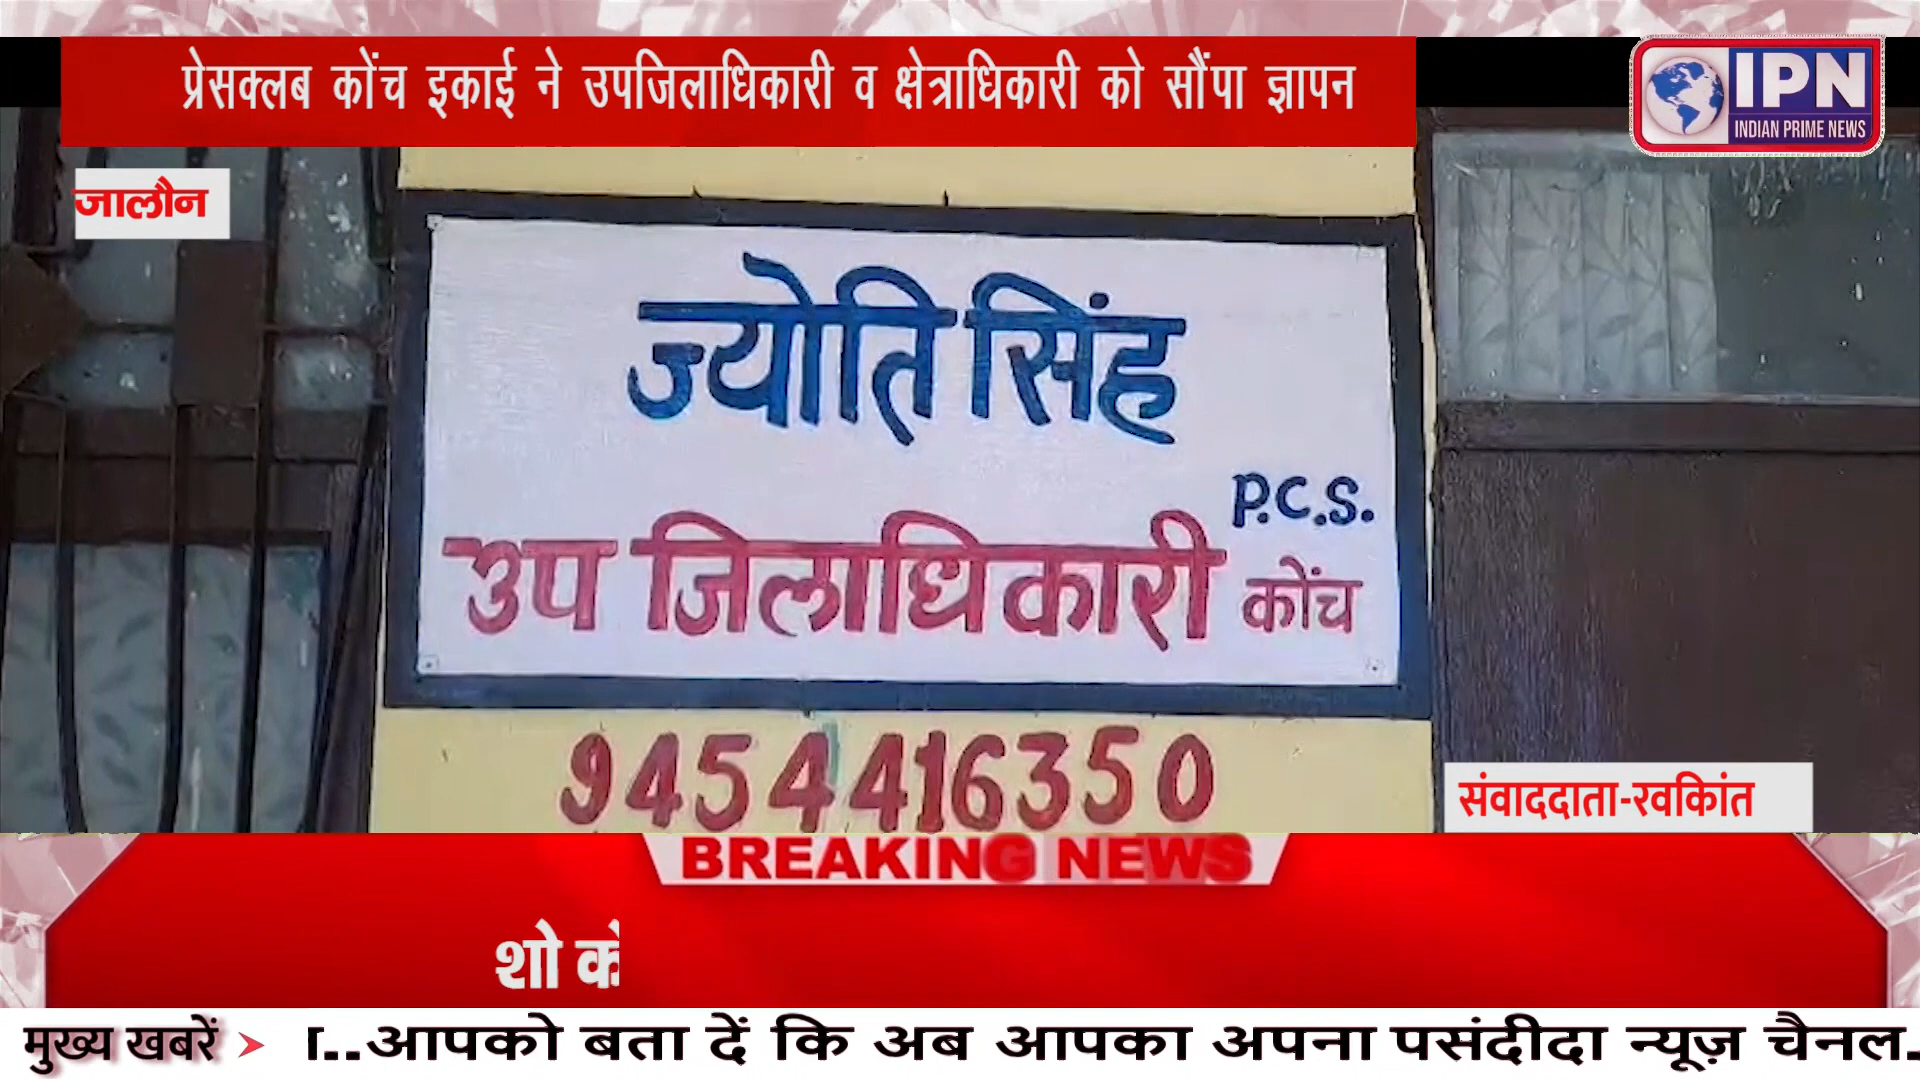 प्रेसक्लब कोंच इकाई ने उपजिलाधिकारी व क्षेत्राधिकारी को सौंपा ज्ञापन
IPN
INDIAN PRIME NEWS
जालौन
ज्योति सिंह
P.C.S.
उप जिलाधिकारी कोंच
9454416350
संवाददाता-रवकिांत
BREAKING NEWS
शो के
मुख्य खबरें
..आपको बता दें कि अब आपका अपना पसंदीदा न्यूज़ चैनल.